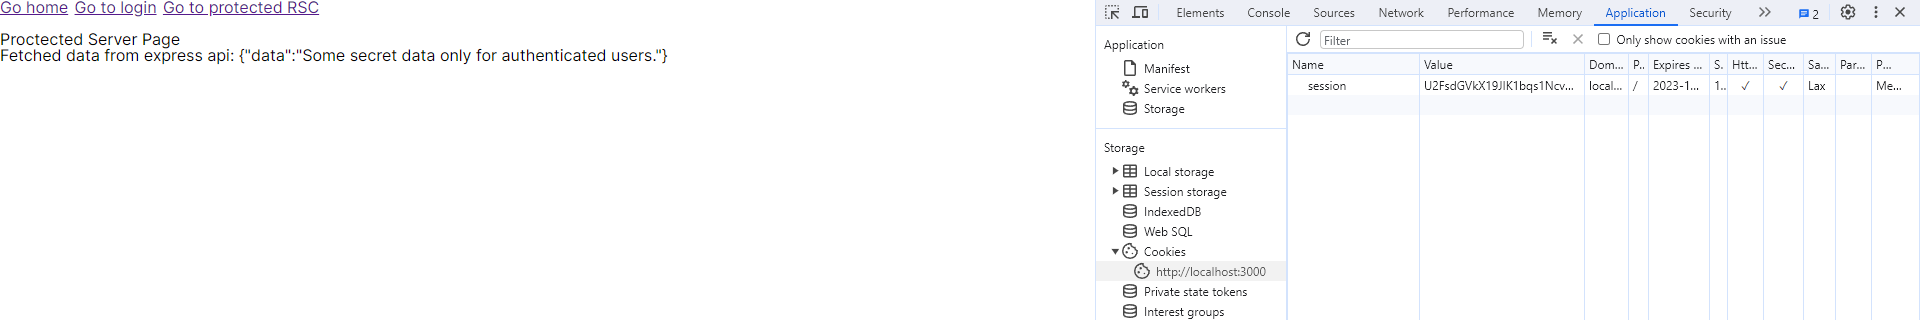 Go home Go to login Go to protected RSC
Proctected Server Page
Fetched data from express api: {"data":"Some secret data only for authenticated users."}
Elements Console Sources Network Performance Memory Application Security 2
Application
Manifest
Service workers
Storage
Storage
Local storage
Session storage
IndexedDB
Web SQL
Cookies
http://localhost:3000
Private state tokens
Interest groups
Filter Only show cookies with an issue
Name Value Dom... P.. Expires ... S. Htt... Sec... Sa... Par... P...
session U2FsdGVkX19JIK1bqs1Ncv... local... / 2023-1... 1.. ✓ ✓ Lax Me...